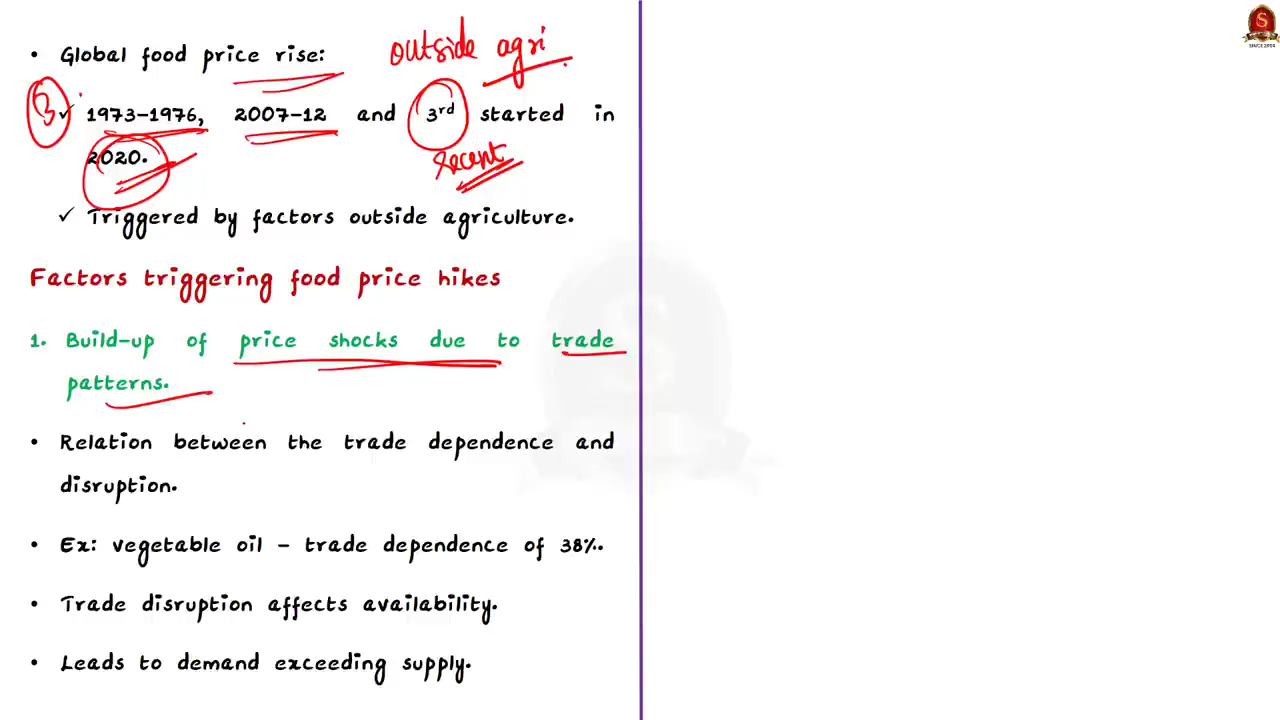 • Global food price rise: outside agri
3 ✓ 1973-1976, 2007-12 and 3rd started in
2020. recent
✓ Triggered by factors outside agriculture.
Factors triggering food price hikes
1. Build-up of price shocks due to trade
patterns.
• Relation between the trade dependence and
disruption.
• Ex: vegetable oil – trade dependence of 38%.
• Trade disruption affects availability.
• Leads to demand exceeding supply.
S
SINCE 2004